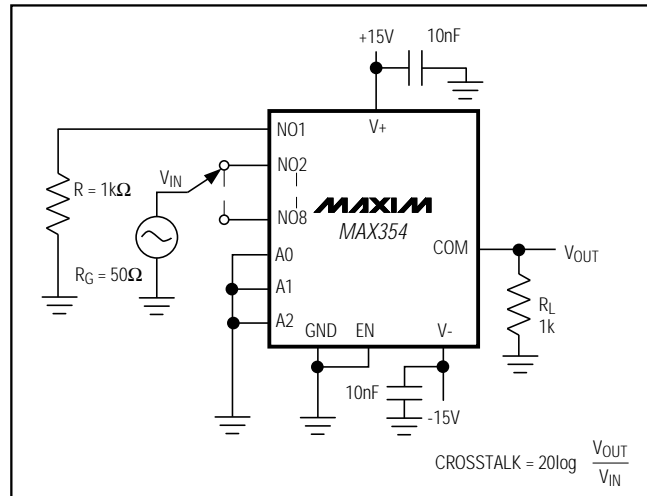 +15V
10nF
V+
NO1
NO2
NO8
V_IN
R = 1kΩ
R_G = 50Ω
MAXIM
MAX354
A0
A1
A2
COM
V_OUT
R_L
1k
GND
EN
V-
10nF
-15V
CROSSTALK = 20log V_OUT
V_IN